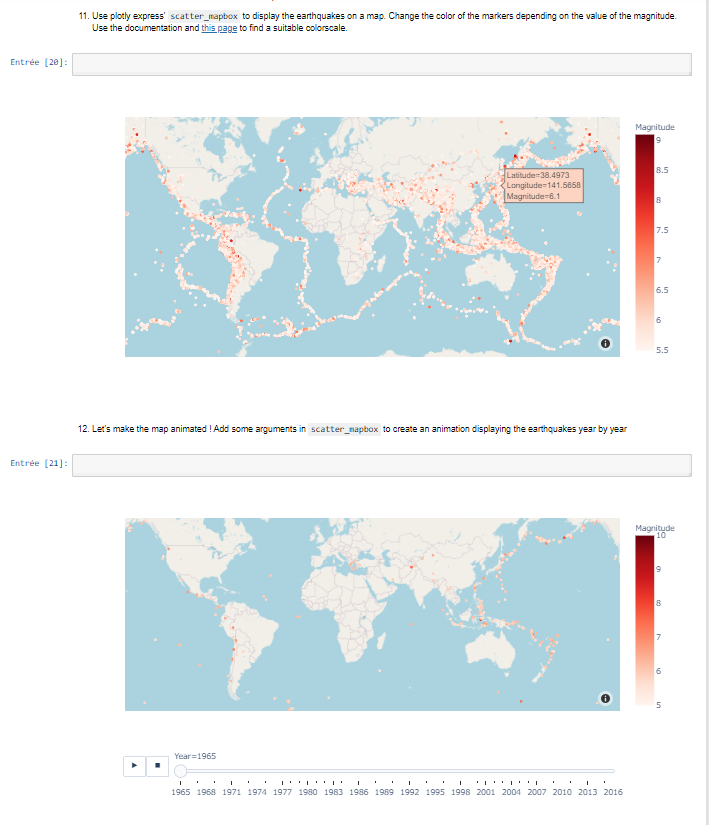 11. Use plotly express' scatter_mapbox to display the earthquakes on a map. Change the color of the markers depending on the value of the magnitude.
Use the documentation and this page to find a suitable colorscale.
Entrée [20]:
Magnitude
9
8.5
8
7.5
7
6.5
6
5.5
Latitude=38.4973
Longitude=141.5658
Magnitude=6.1
12. Let's make the map animated ! Add some arguments in scatter_mapbox to create an animation displaying the earthquakes year by year
Entrée [21]:
Magnitude
10
9
8
7
6
5
Year=1965
1965 1968 1971 1974 1977 1980 1983 1986 1989 1992 1995 1998 2001 2004 2007 2010 2013 2016